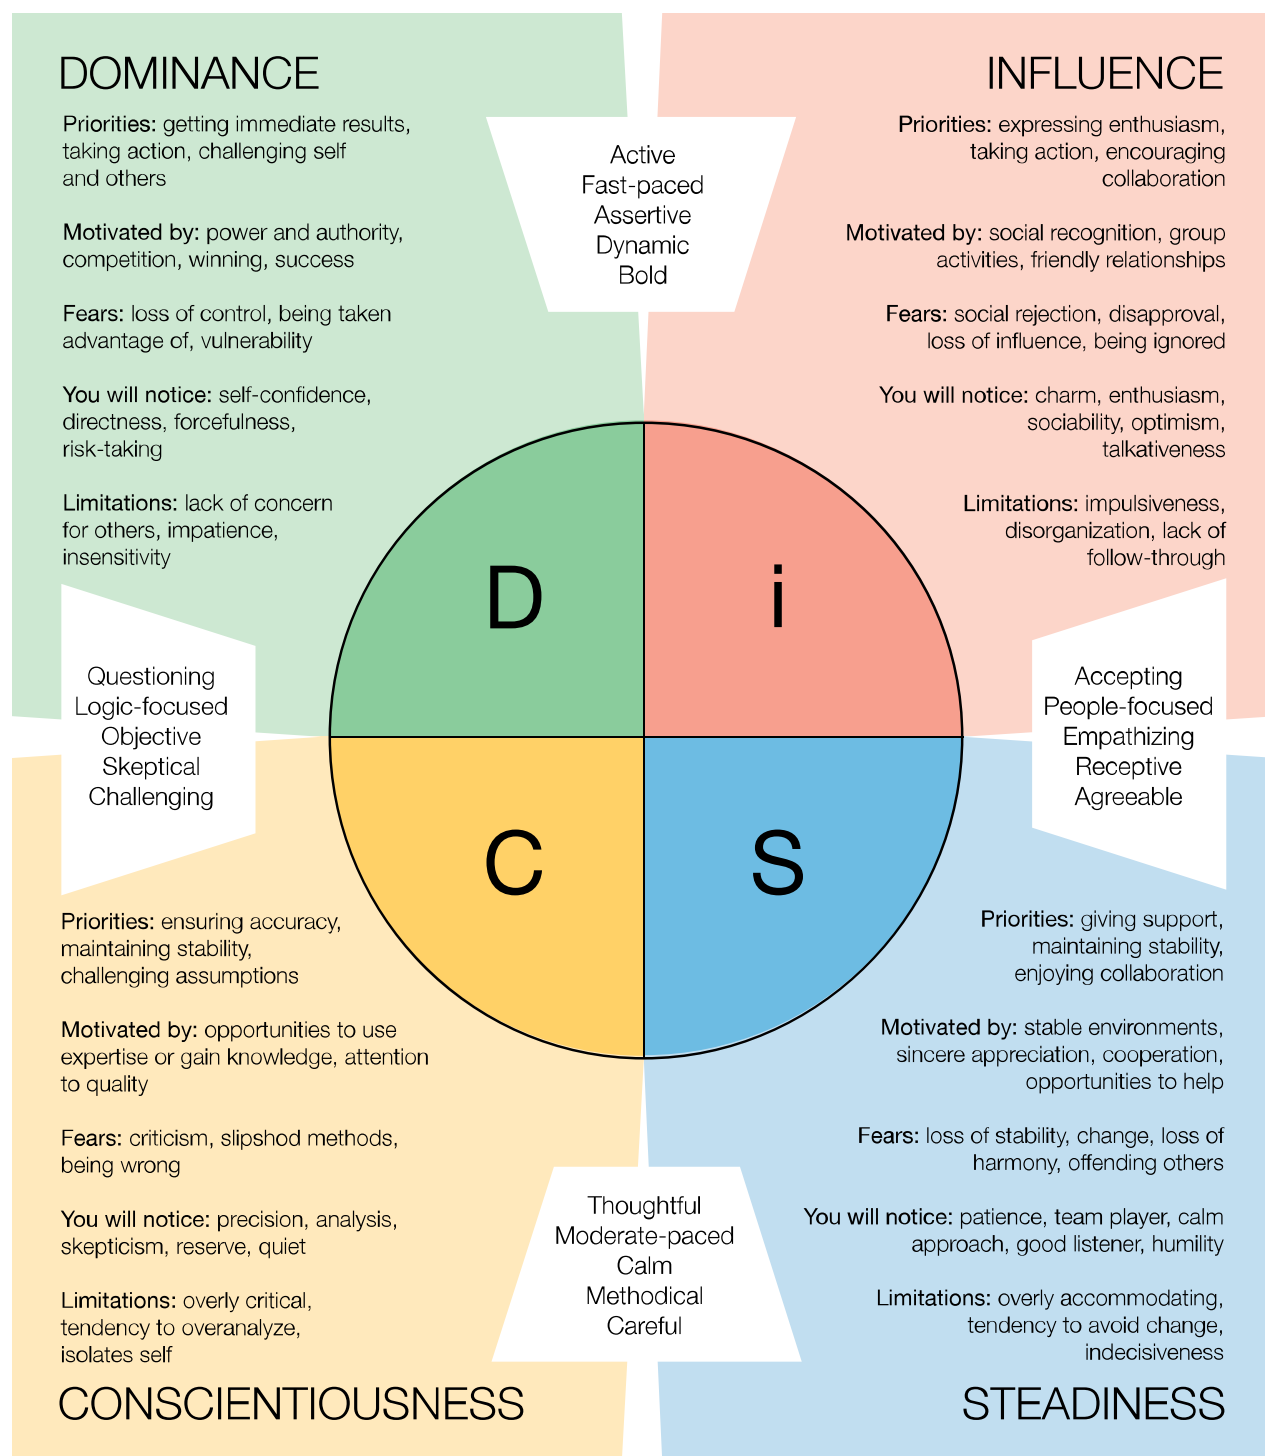 DOMINANCE
Priorities: getting immediate results,
taking action, challenging self
and others
Motivated by: power and authority,
competition, winning, success
Fears: loss of control, being taken
advantage of, vulnerability
You will notice: self-confidence,
directness, forcefulness,
risk-taking
Limitations: lack of concern
for others, impatience,
insensitivity
Active
Fast-paced
Assertive
Dynamic
Bold
INFLUENCE
Priorities: expressing enthusiasm,
taking action, encouraging
collaboration
Motivated by: social recognition, group
activities, friendly relationships
Fears: social rejection, disapproval,
loss of influence, being ignored
You will notice: charm, enthusiasm,
sociability, optimism,
talkativeness
Limitations: impulsiveness,
disorganization, lack of
follow-through
D
i
Questioning
Logic-focused
Objective
Skeptical
Challenging
Accepting
People-focused
Empathizing
Receptive
Agreeable
C
S
Priorities: ensuring accuracy,
maintaining stability,
challenging assumptions
Motivated by: opportunities to use
expertise or gain knowledge, attention
to quality
Fears: criticism, slipshod methods,
being wrong
You will notice: precision, analysis,
skepticism, reserve, quiet
Limitations: overly critical,
tendency to overanalyze,
isolates self
CONSCIENTIOUSNESS
Thoughtful
Moderate-paced
Calm
Methodical
Careful
Priorities: giving support,
maintaining stability,
enjoying collaboration
Motivated by: stable environments,
sincere appreciation, cooperation,
opportunities to help
Fears: loss of stability, change, loss of
harmony, offending others
You will notice: patience, team player, calm
approach, good listener, humility
Limitations: overly accommodating,
tendency to avoid change,
indecisiveness
STEADINESS